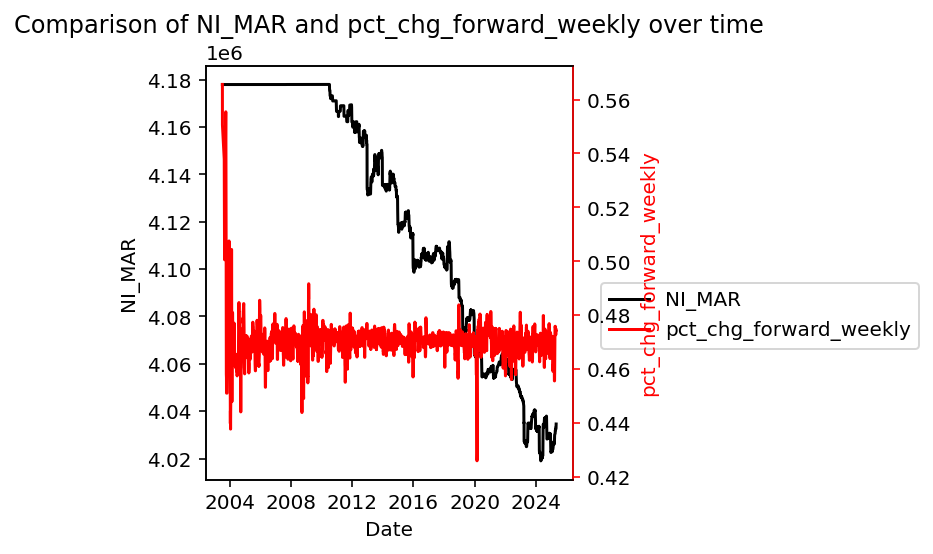 Comparison of NI_MAR and pct_chg_forward_weekly over time
1e6
4.18
4.16
4.14
4.12
4.10
4.08
4.06
4.04
4.02
NI_MAR
0.56
0.54
0.52
0.50
0.48
0.46
0.44
0.42
pct_chg_forward_weekly
NI_MAR
pct_chg_forward_weekly
2004 2008 2012 2016 2020 2024
Date